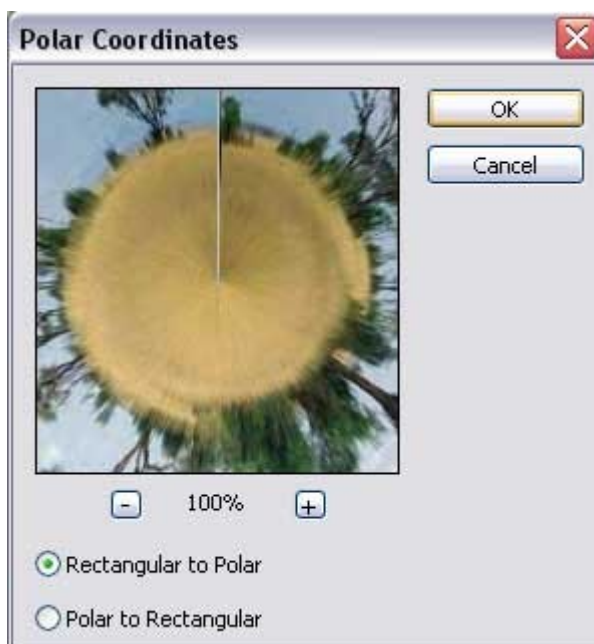 Polar Coordinates
OK
Cancel
- 100% +
Rectangular to Polar
Polar to Rectangular